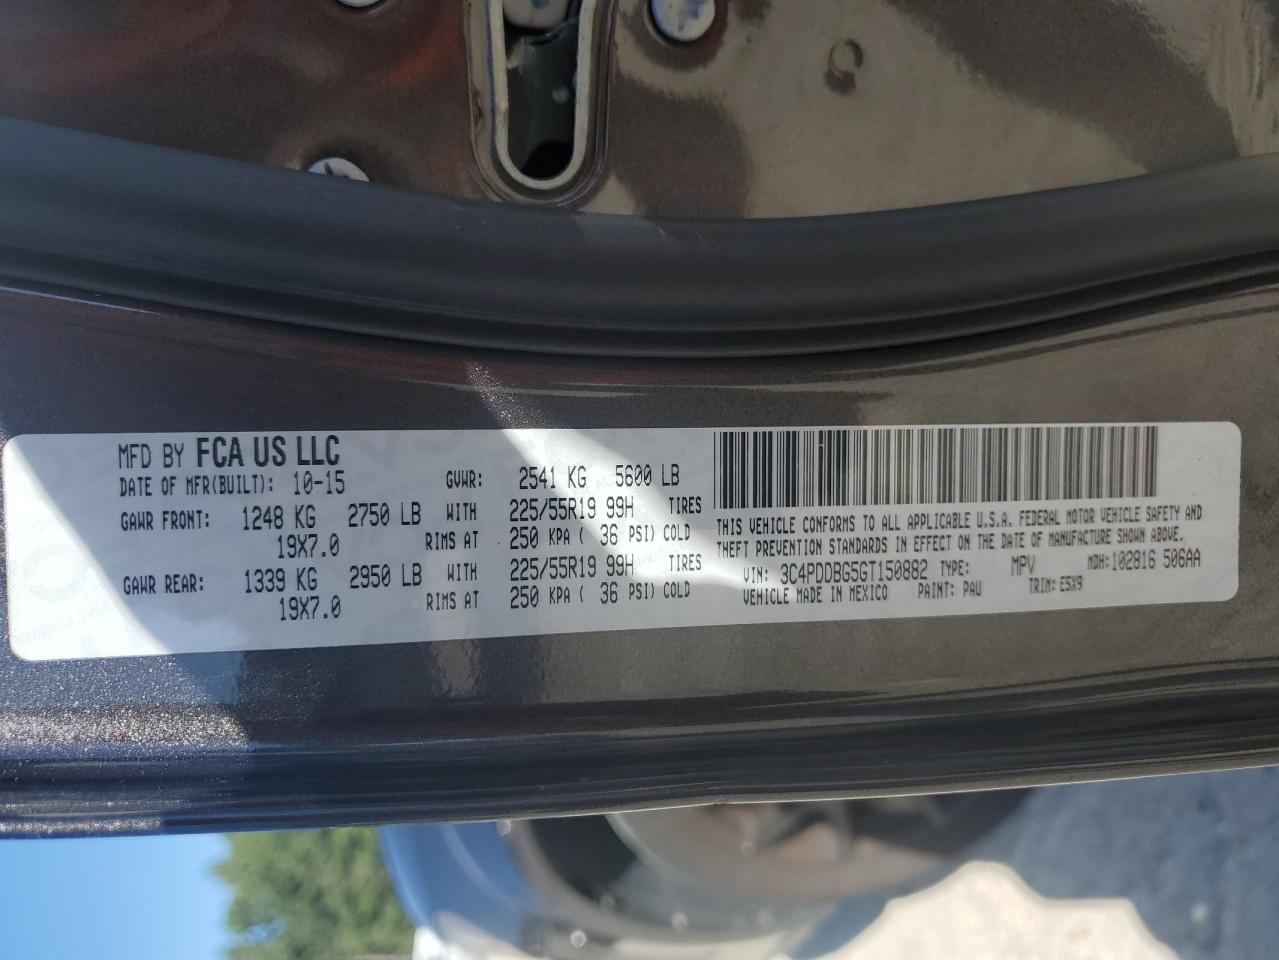 MFD BY FCA US LLC
DATE OF MFR(BUILT): 10-15 GVWR: 2541 KG 5600 LB
GAWR FRONT: 1248 KG 2750 LB WITH 225/55R19 99H TIRES
19X7.0 RIMS AT 250 KPA ( 36 PSI) COLD
GAWR REAR: 1339 KG 2950 LB WITH 225/55R19 99H TIRES
19X7.0 RIMS AT 250 KPA ( 36 PSI) COLD
THIS VEHICLE CONFORMS TO ALL APPLICABLE U.S.A. FEDERAL MOTOR VEHICLE SAFETY AND
THEFT PREVENTION STANDARDS IN EFFECT ON THE DATE OF MANUFACTURE SHOWN ABOVE.
VIN: 3C4PDDBG5GT150882 TYPE: MPV MDH: 102816 506AA
VEHICLE MADE IN MEXICO PAINT: PAU TRIM: E5X9